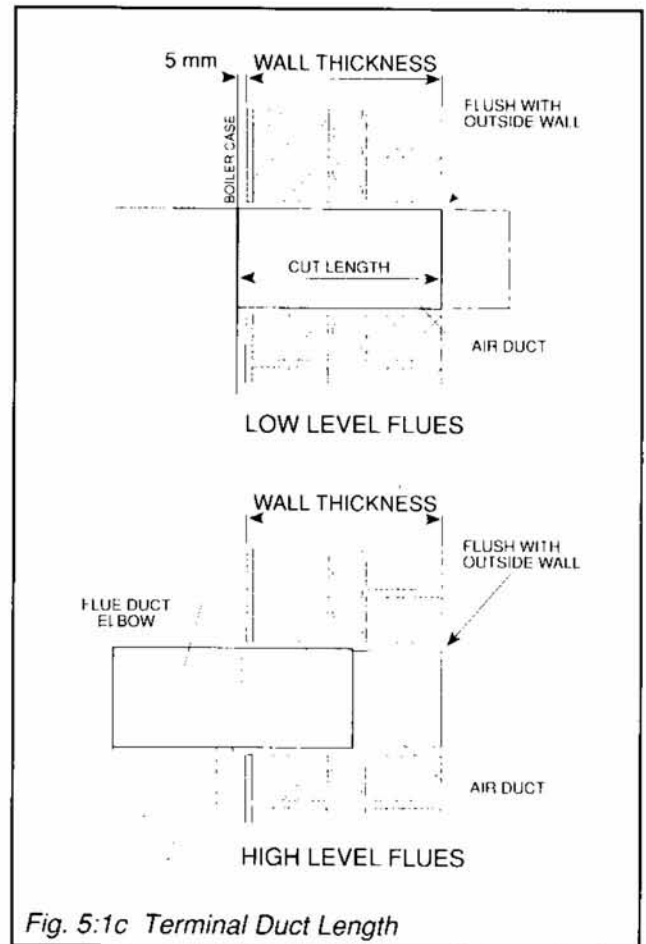 5 mm
WALL THICKNESS
BOILER CASE
FLUSH WITH
OUTSIDE WALL
CUT LENGTH
AIR DUCT
LOW LEVEL FLUES
WALL THICKNESS
FLUSH WITH
OUTSIDE WALL
FLUE DUCT
ELBOW
AIR DUCT
HIGH LEVEL FLUES
Fig. 5:1c Terminal Duct Length